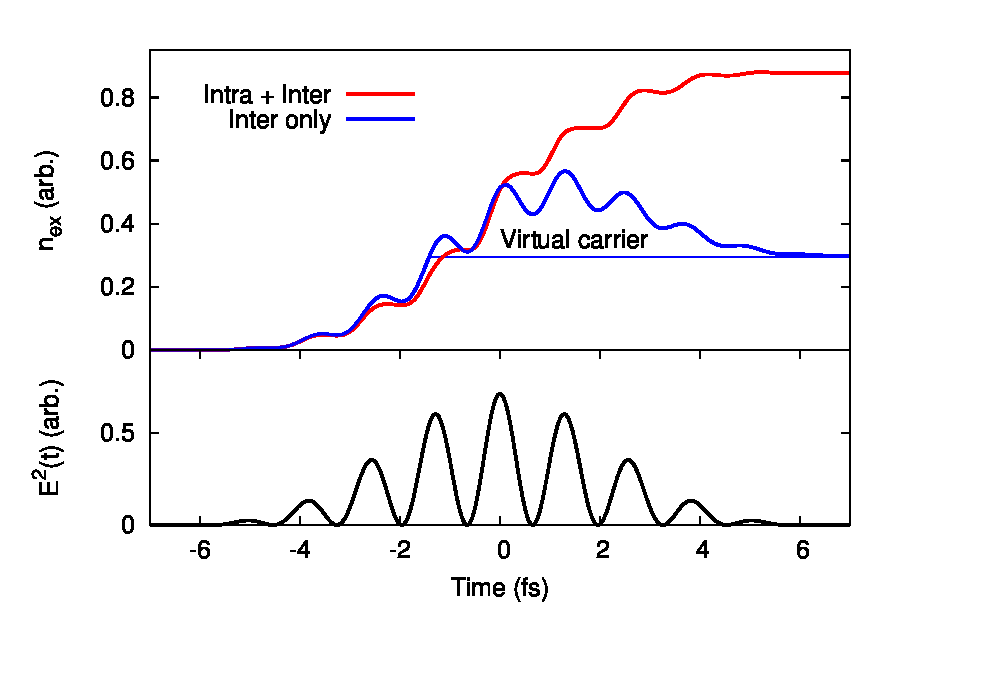 Intra + Inter
Inter only
Virtual carrier
n_ex (arb.)
0.8
0.6
0.4
0.2
0
E²(t) (arb.)
0.5
0
-6 -4 -2 0 2 4 6
Time (fs)